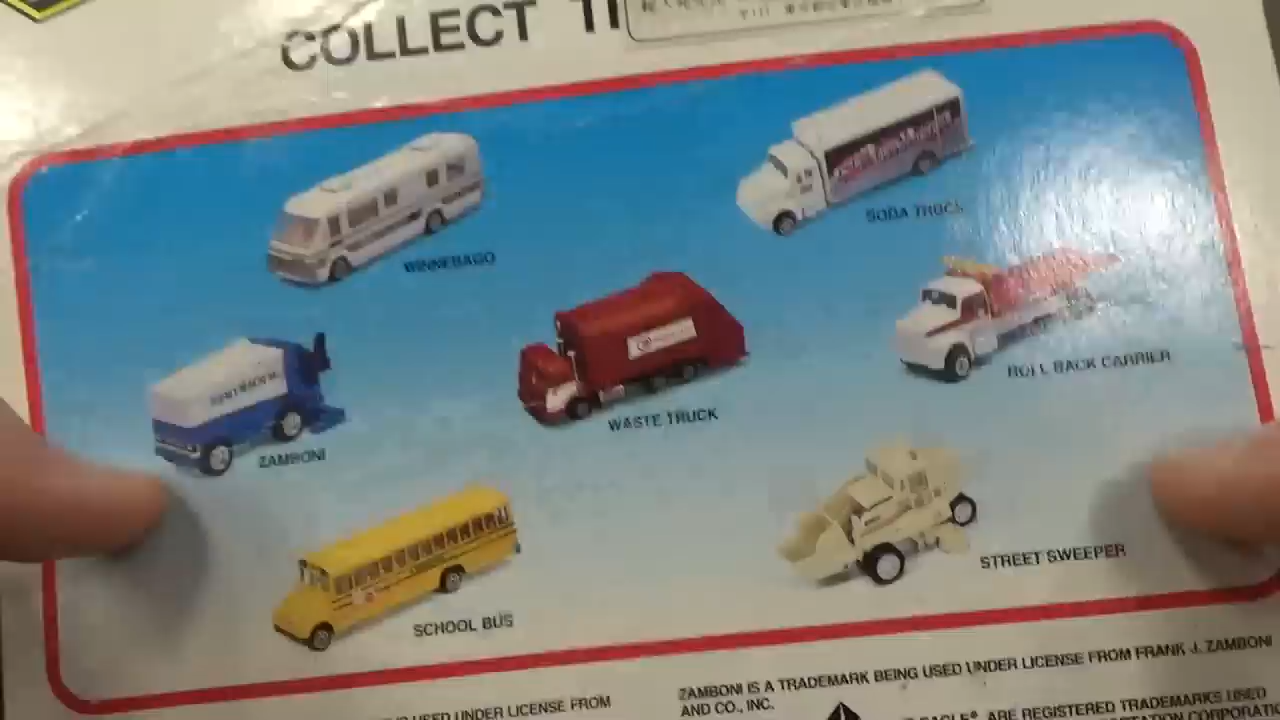 COLLECT
WINNEBAGO
SODA TRUCK
ZAMBONI
WASTE TRUCK
ROLL BACK CARRIER
SCHOOL BUS
STREET SWEEPER
USED UNDER LICENSE FROM
ZAMBONI IS A TRADEMARK BEING USED UNDER LICENSE FROM FRANK J. ZAMBONI
AND CO., INC.
EAGLE® ARE REGISTERED TRADEMARKS USED